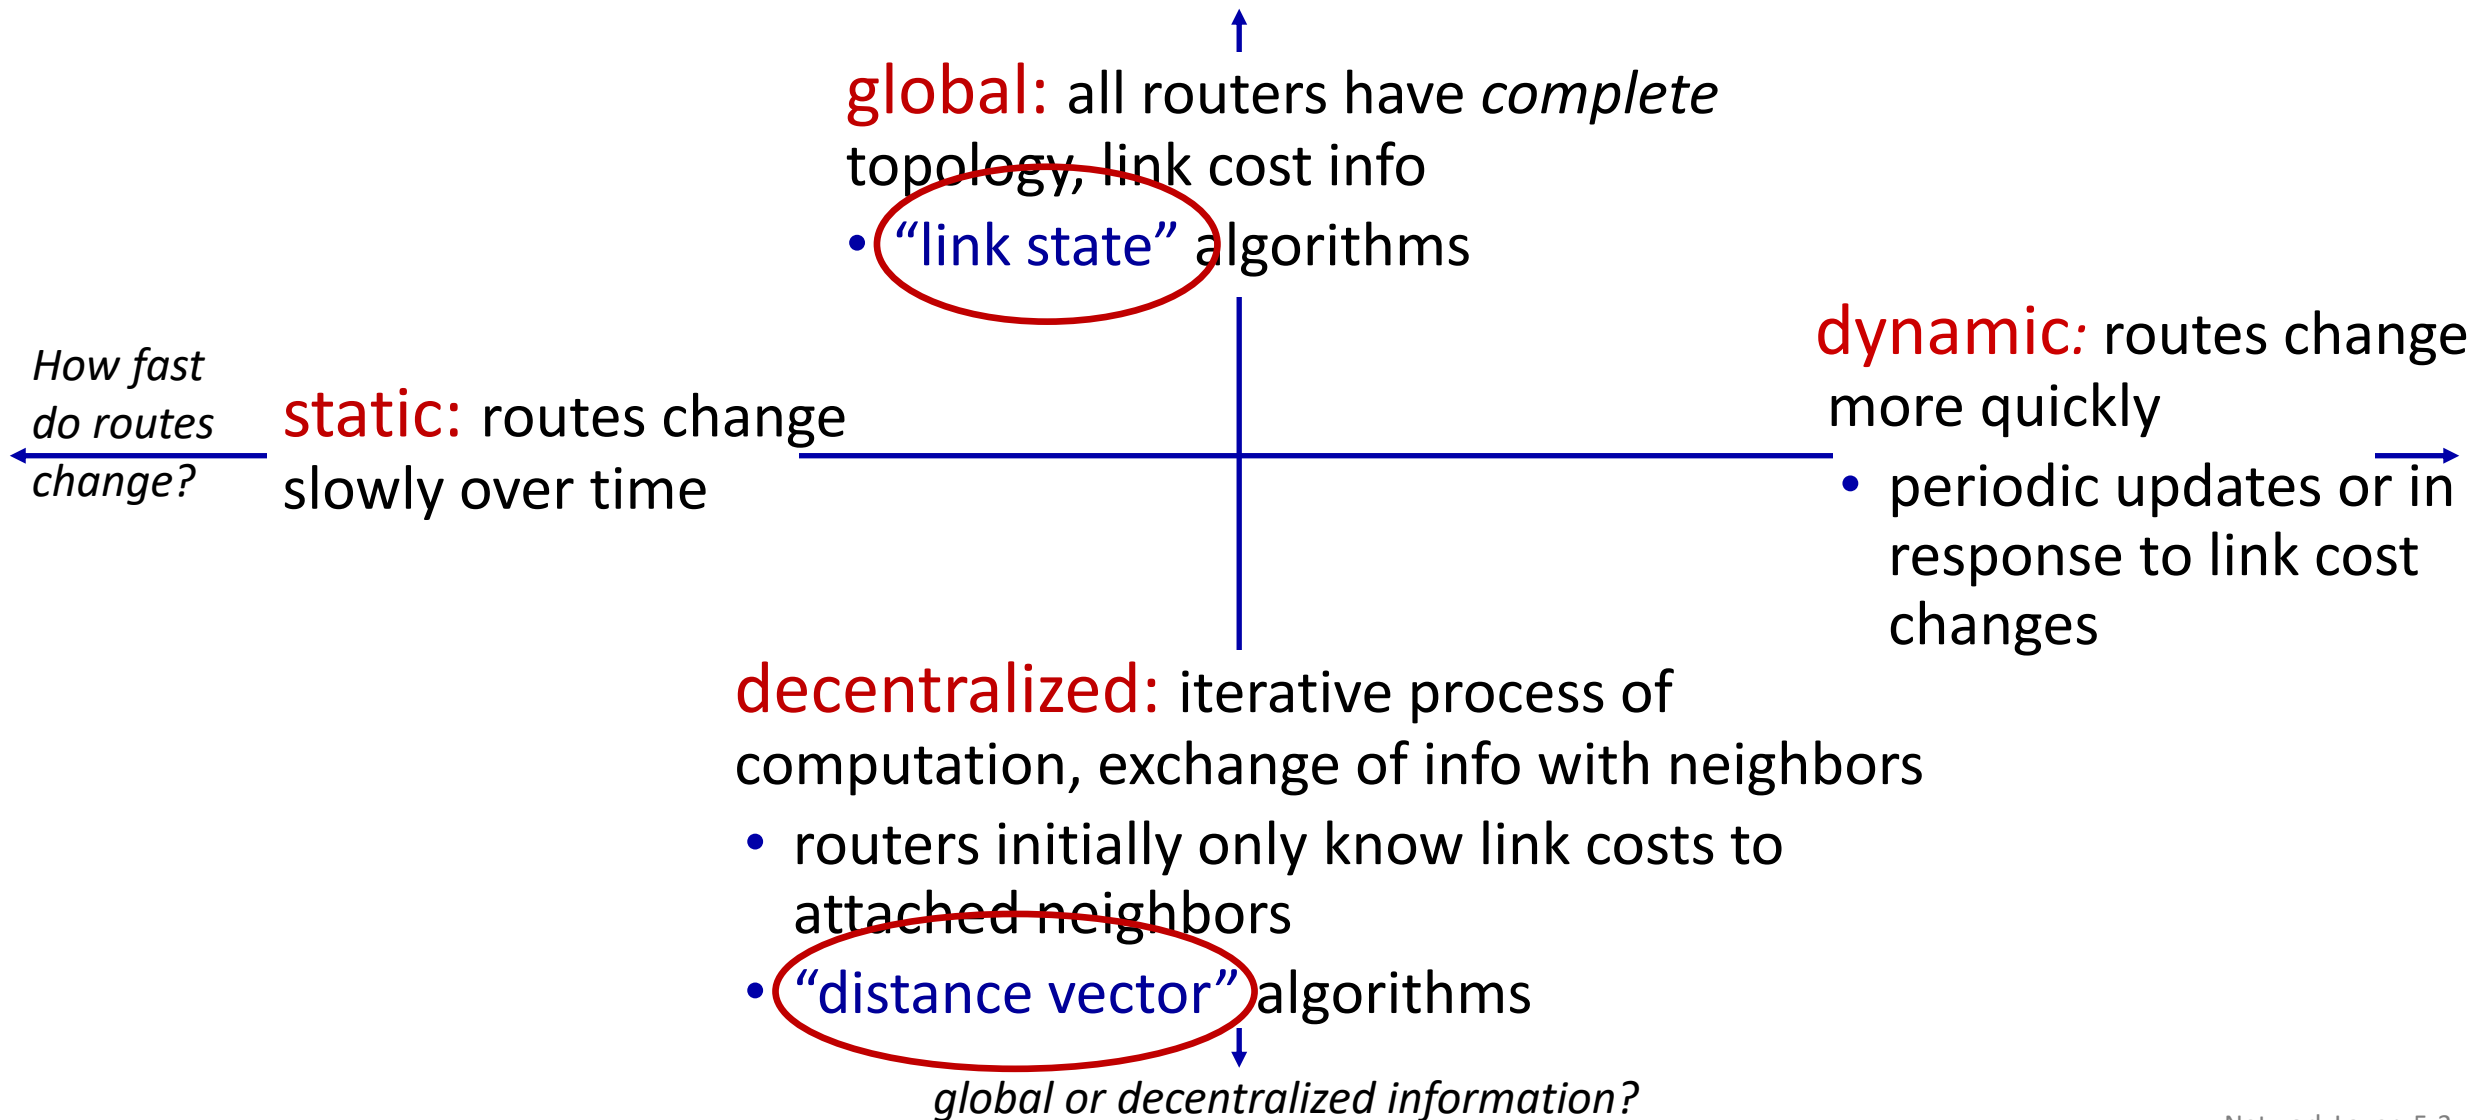 global: all routers have complete
topology, link cost info
• “link state” algorithms
How fast
do routes
change?
static: routes change
slowly over time
dynamic: routes change
more quickly
• periodic updates or in
response to link cost
changes
decentralized: iterative process of
computation, exchange of info with neighbors
• routers initially only know link costs to
attached neighbors
• “distance vector” algorithms
global or decentralized information?